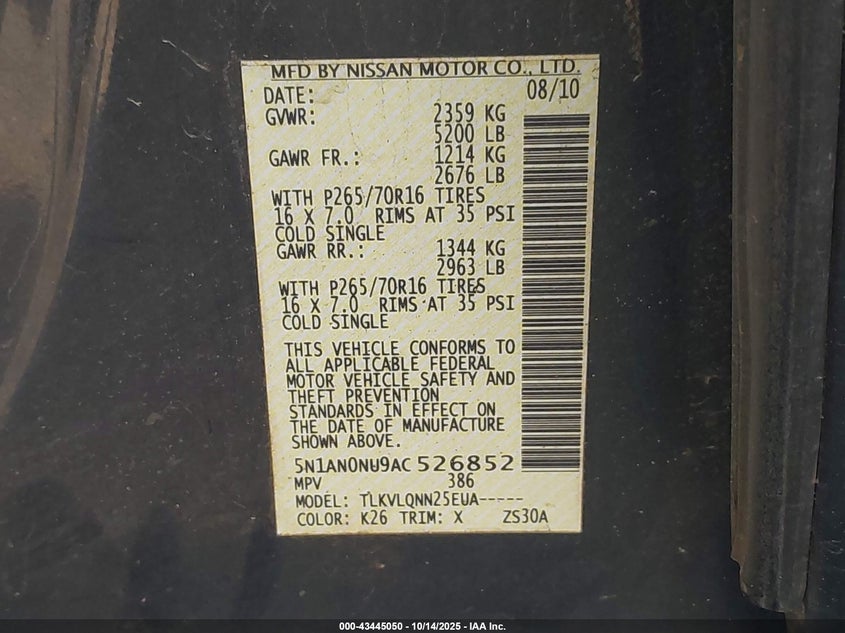 MFD BY NISSAN MOTOR CO., LTD.
DATE: 08/10
GVWR: 2359 KG
5200 LB
GAWR FR.: 1214 KG
2676 LB
WITH P265/70R16 TIRES
16 X 7.0 RIMS AT 35 PSI
COLD SINGLE
GAWR RR.: 1344 KG
2963 LB
WITH P265/70R16 TIRES
16 X 7.0 RIMS AT 35 PSI
COLD SINGLE
THIS VEHICLE CONFORMS TO
ALL APPLICABLE FEDERAL
MOTOR VEHICLE SAFETY AND
THEFT PREVENTION
STANDARDS IN EFFECT ON
THE DATE OF MANUFACTURE
SHOWN ABOVE.
5N1AN0NU9AC 526852
MPV 386
MODEL: TLKVLQNN25EUA-----
COLOR: K26 TRIM: X ZS30A
000-43445050 - 10/14/2025 - IAA Inc.